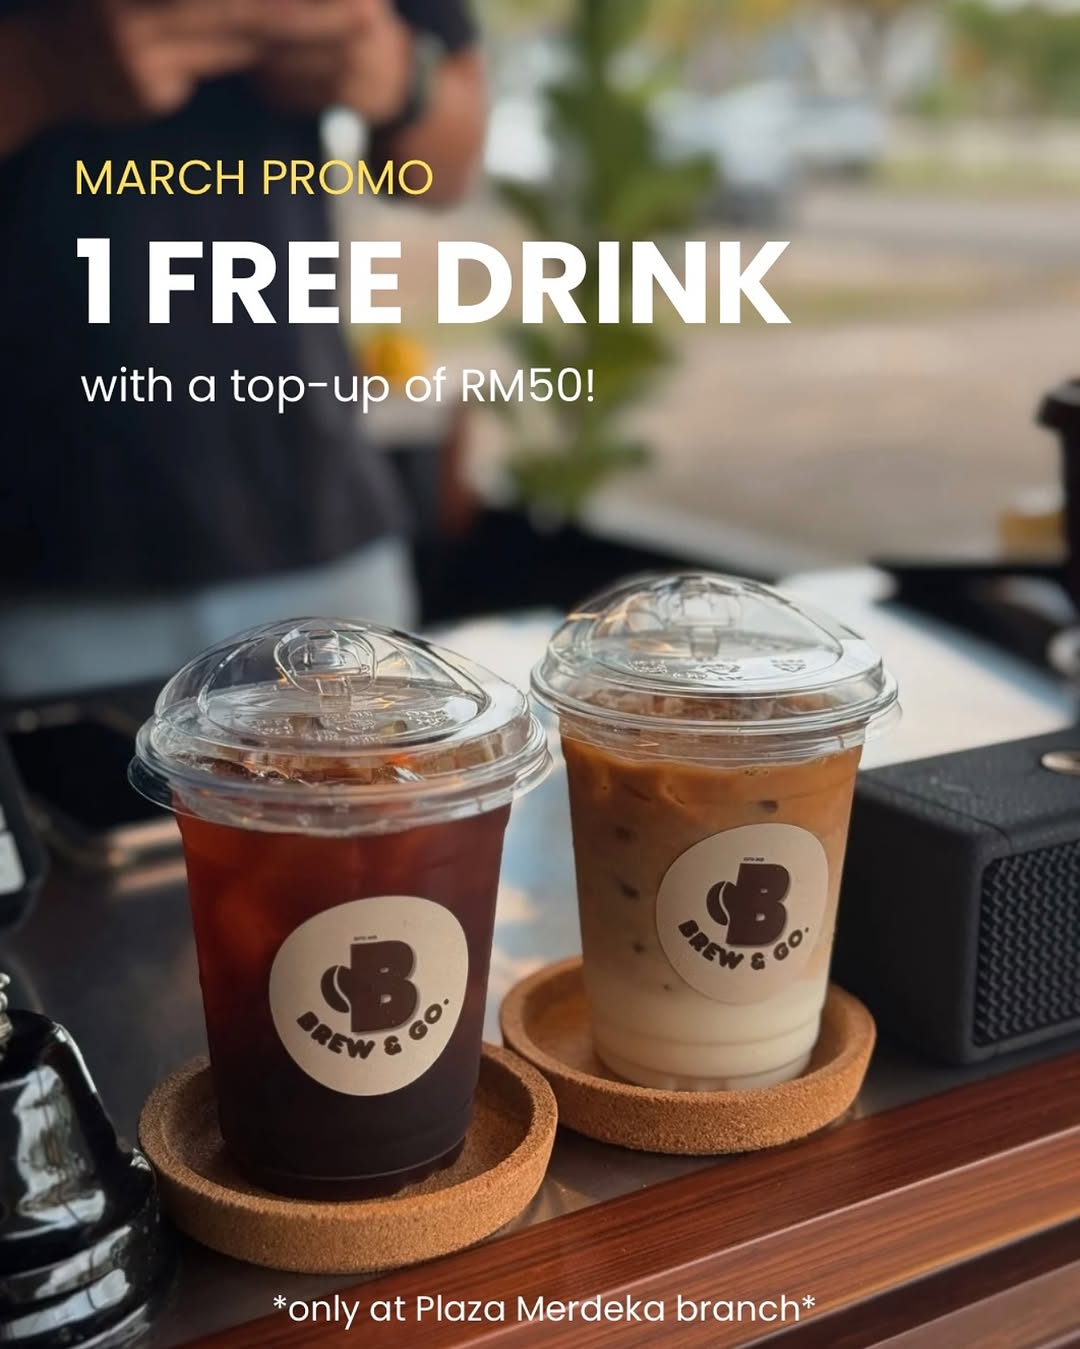 MARCH PROMO
1 FREE DRINK
with a top-up of RM50!
B
BREW & GO.
B
BREW & GO.
*only at Plaza Merdeka branch*